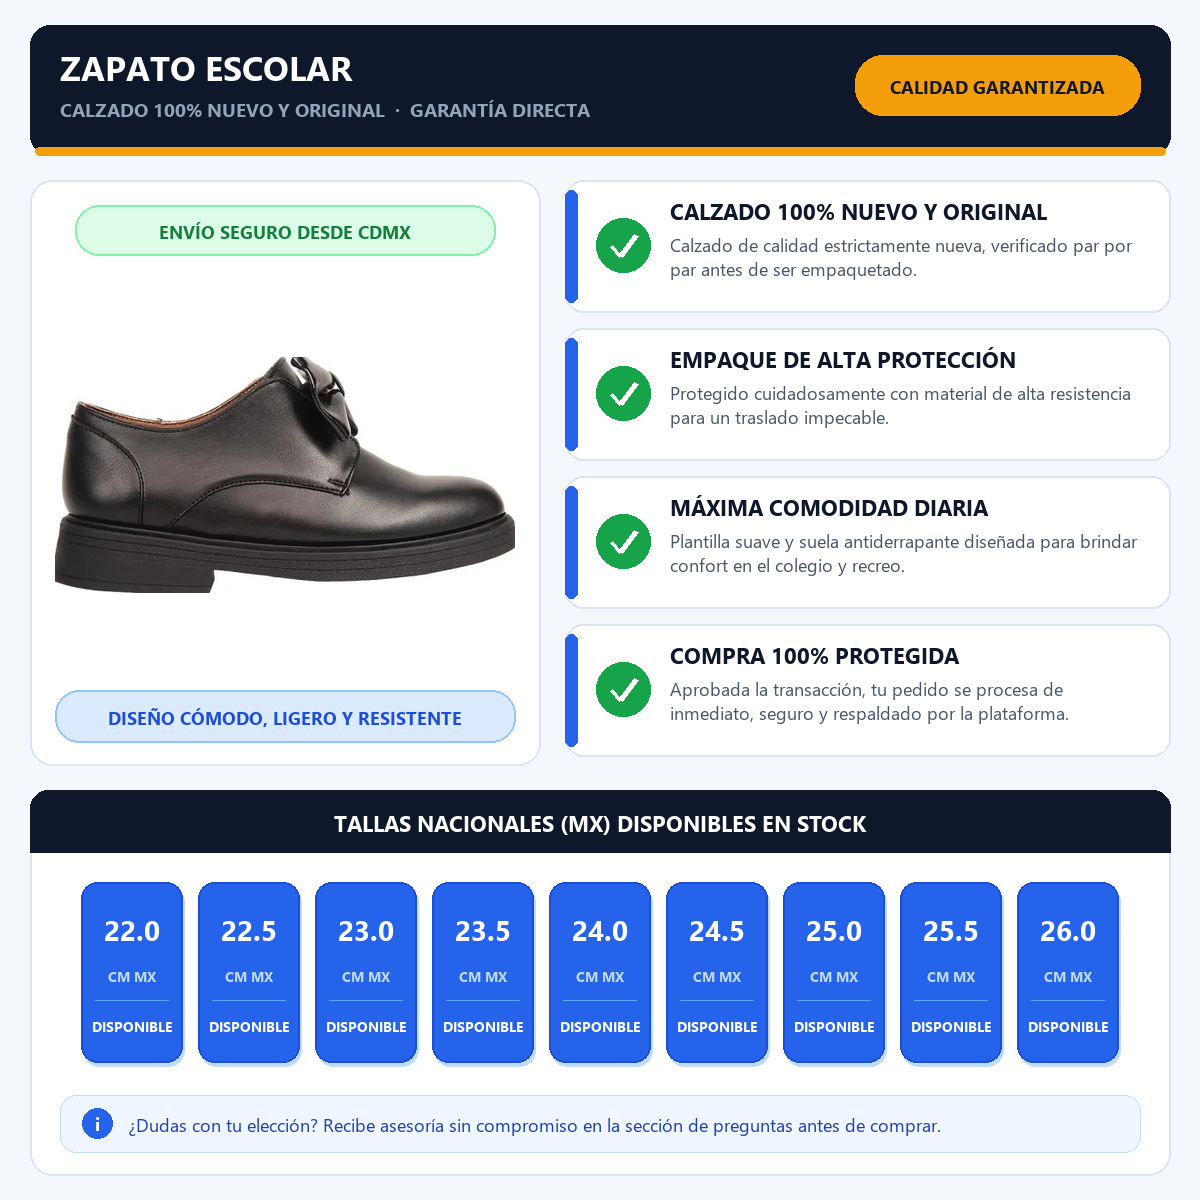 ZAPATO ESCOLAR
CALZADO 100% NUEVO Y ORIGINAL · GARANTÍA DIRECTA
CALIDAD GARANTIZADA
ENVÍO SEGURO DESDE CDMX
DISEÑO CÓMODO, LIGERO Y RESISTENTE
CALZADO 100% NUEVO Y ORIGINAL
Calzado de calidad estrictamente nueva, verificado par por
par antes de ser empaquetado.
EMPAQUE DE ALTA PROTECCIÓN
Protegido cuidadosamente con material de alta resistencia
para un traslado impecable.
MÁXIMA COMODIDAD DIARIA
Plantilla suave y suela antiderrapante diseñada para brindar
confort en el colegio y recreo.
COMPRA 100% PROTEGIDA
Aprobada la transacción, tu pedido se procesa de
inmediato, seguro y respaldado por la plataforma.
TALLAS NACIONALES (MX) DISPONIBLES EN STOCK
22.0 22.5 23.0 23.5 24.0 24.5 25.0 25.5 26.0
CM MX CM MX CM MX CM MX CM MX CM MX CM MX CM MX CM MX
DISPONIBLE DISPONIBLE DISPONIBLE DISPONIBLE DISPONIBLE DISPONIBLE DISPONIBLE DISPONIBLE DISPONIBLE
¿Dudas con tu elección? Recibe asesoría sin compromiso en la sección de preguntas antes de comprar.